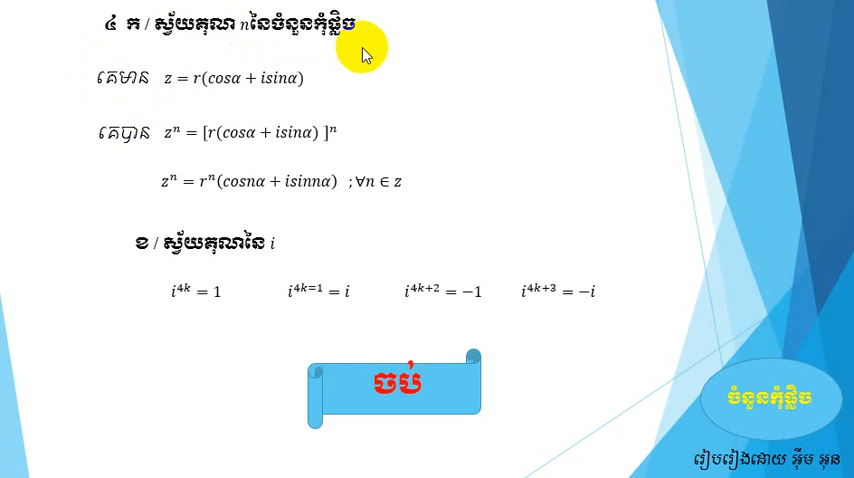 ៤ ក / ស្វ័យគុណ nនៃចំនួនកុំផ្លិច
គេមាន z = r(cosα + isinα)
គេបាន zⁿ = [r(cosα + isinα) ]ⁿ
zⁿ = rⁿ(cosnα + isinnα) ; ∀n ∈ z
ខ / ស្វ័យគុណនៃ i
i⁴ᵏ = 1 i⁴ᵏ⁼¹ = i i⁴ᵏ⁺² = −1 i⁴ᵏ⁺³ = −i
ចប់
ចំនួនកុំផ្លិច
រៀបរៀងដោយ អ៊ីម អុន